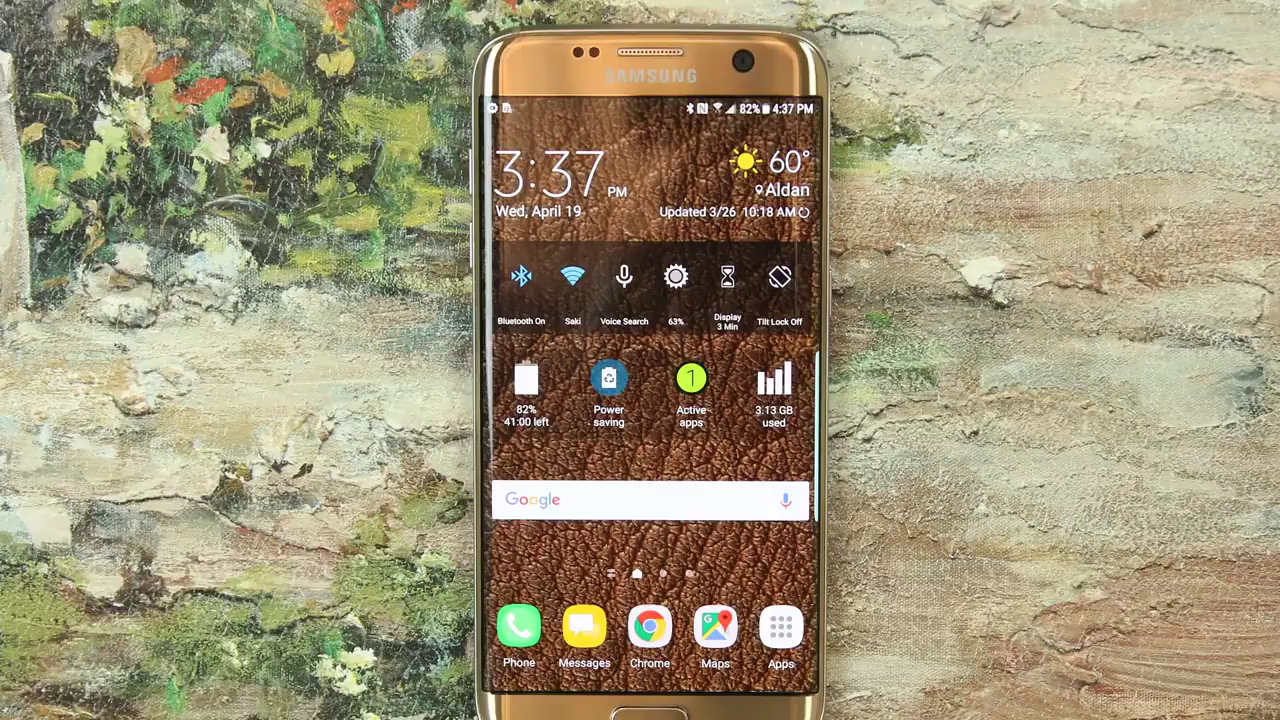 SAMSUNG
82% 4:37 PM
3:37 PM
60°
Aldan
Wed, April 19
Updated 3/26 10:18 AM
Bluetooth On
Saki
Voice Search
63%
Display
3 Min
Tilt Lock Off
1
82%
41:00 left
Power
saving
Active
apps
3.13 GB
used
Google
G
Phone
Messages
Chrome
Maps
Apps